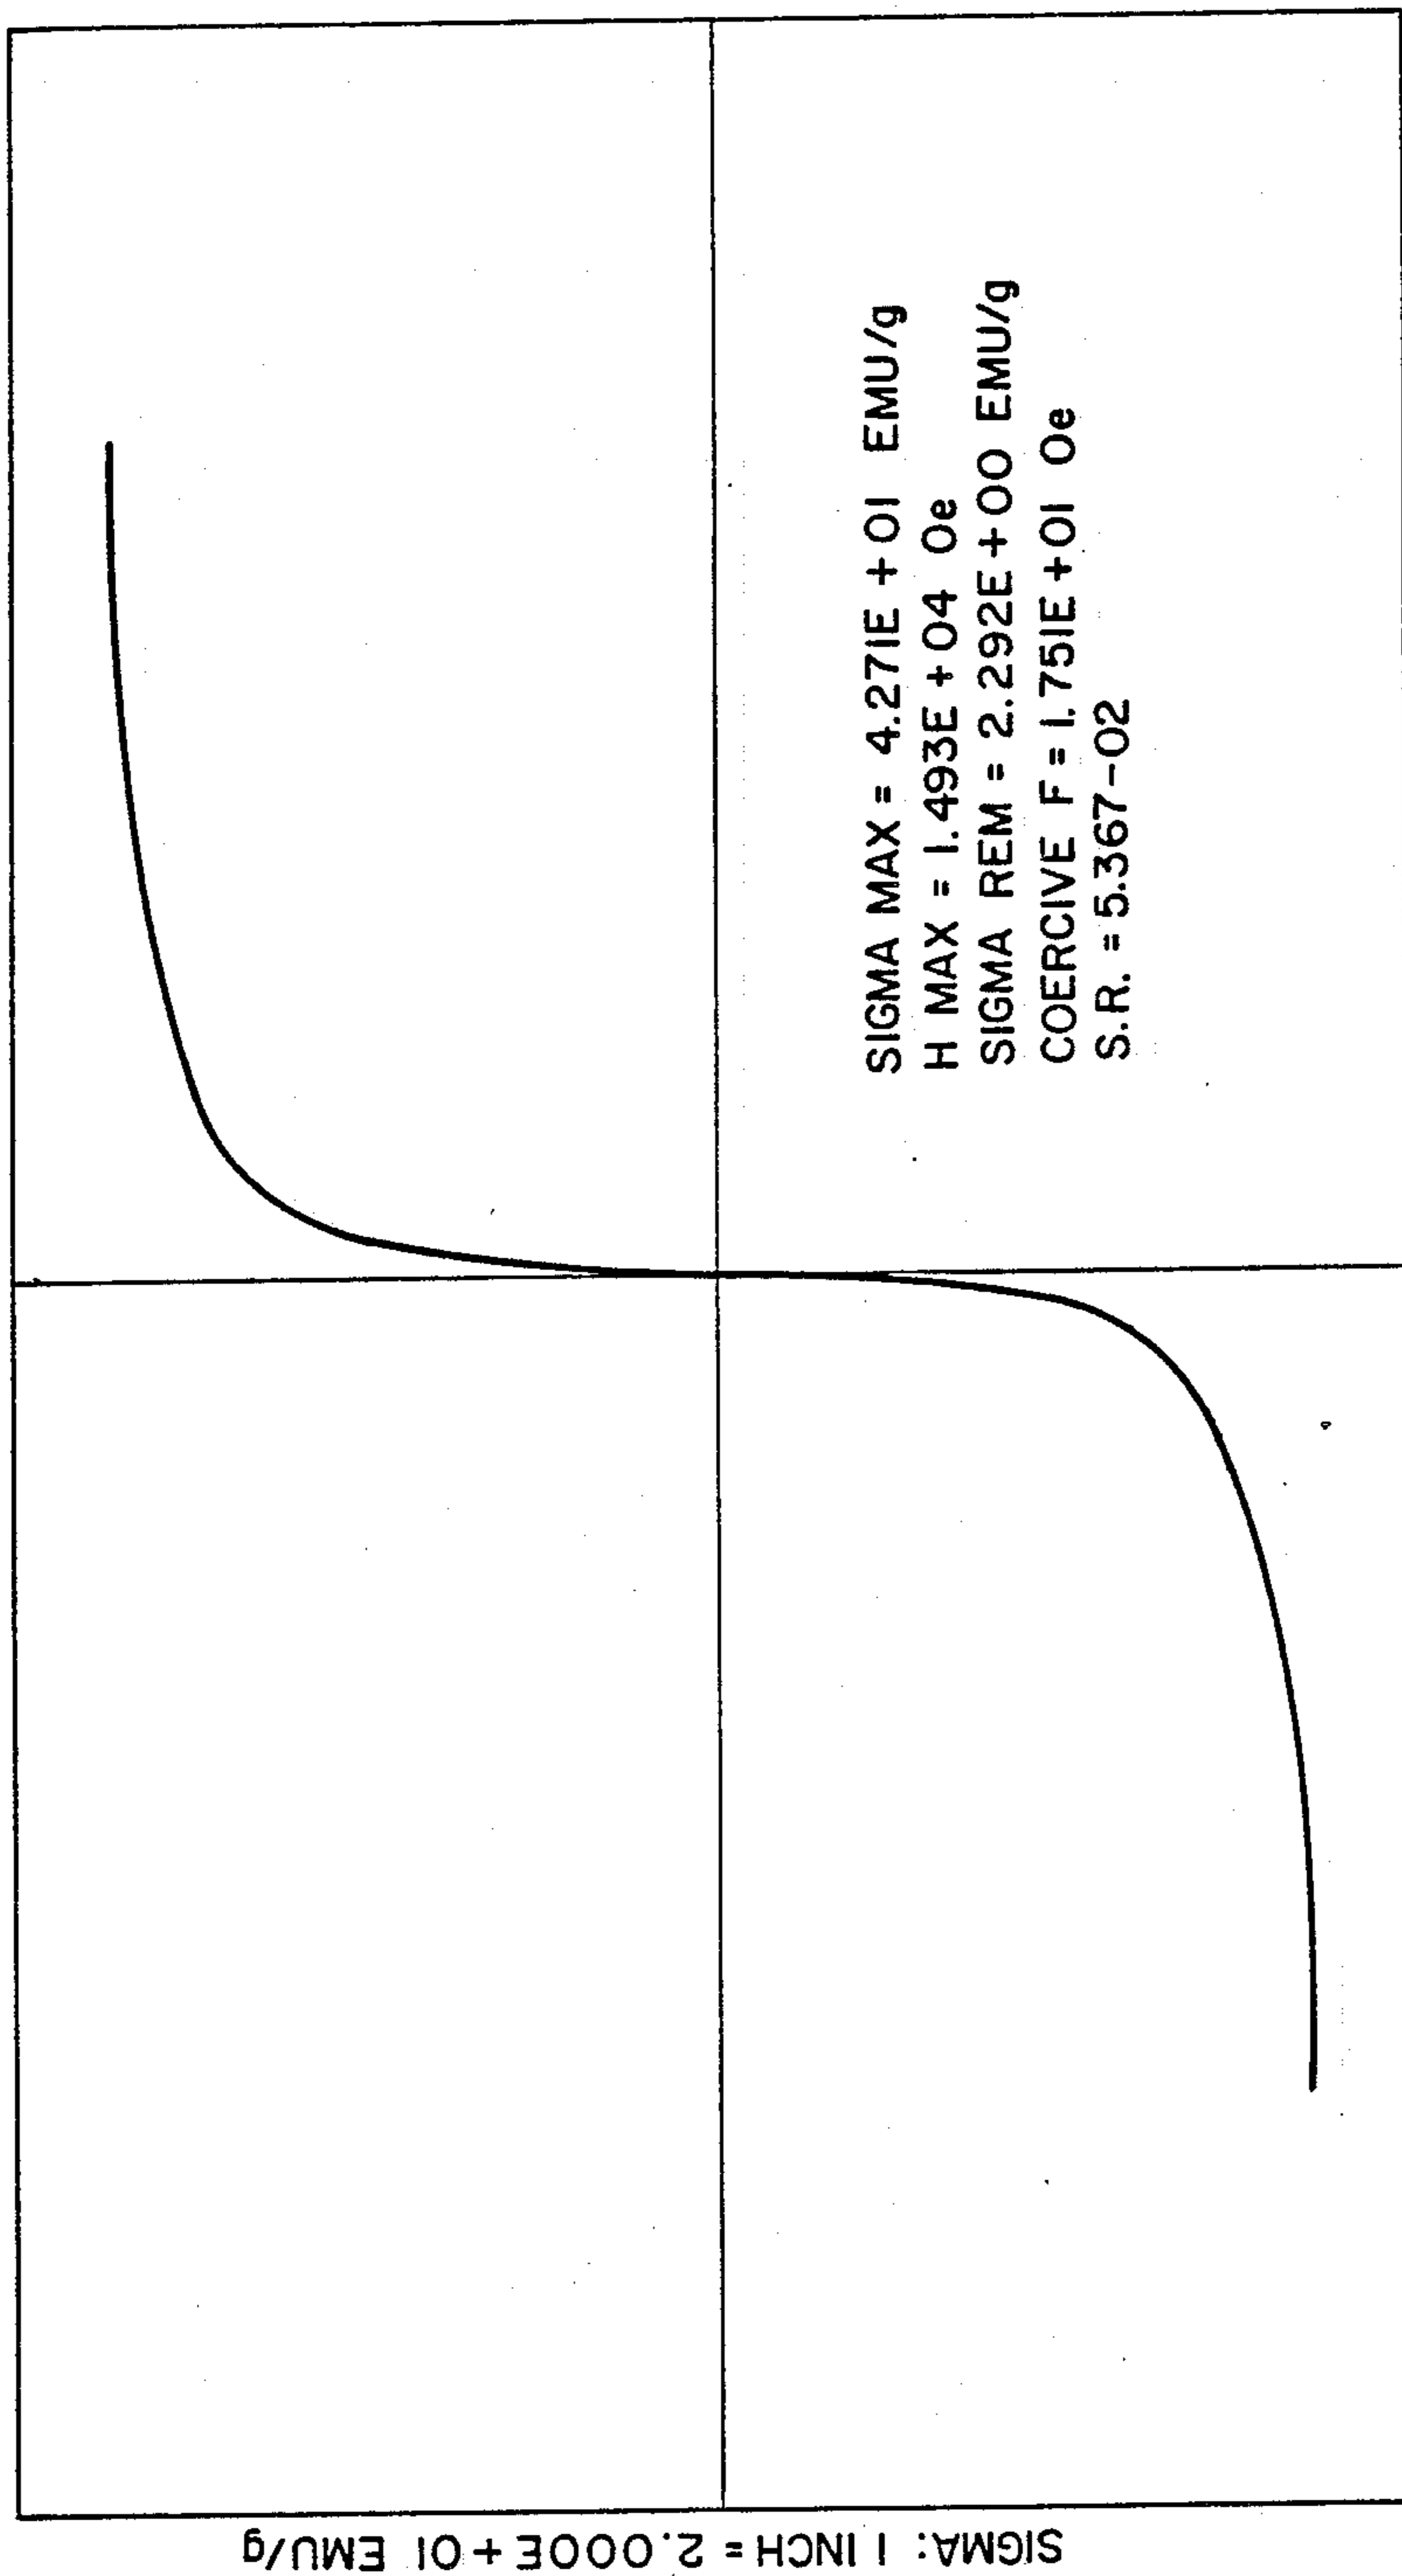 SIGMA MAX = 4.271E +01 EMU/g
H MAX = 1.493E +04 Oe
SIGMA REM = 2.292E +00 EMU/g
COERCIVE F = 1.751E +01 Oe
S.R. = 5.367-02
SIGMA: 1 INCH = 2.000E +01 EMU/g